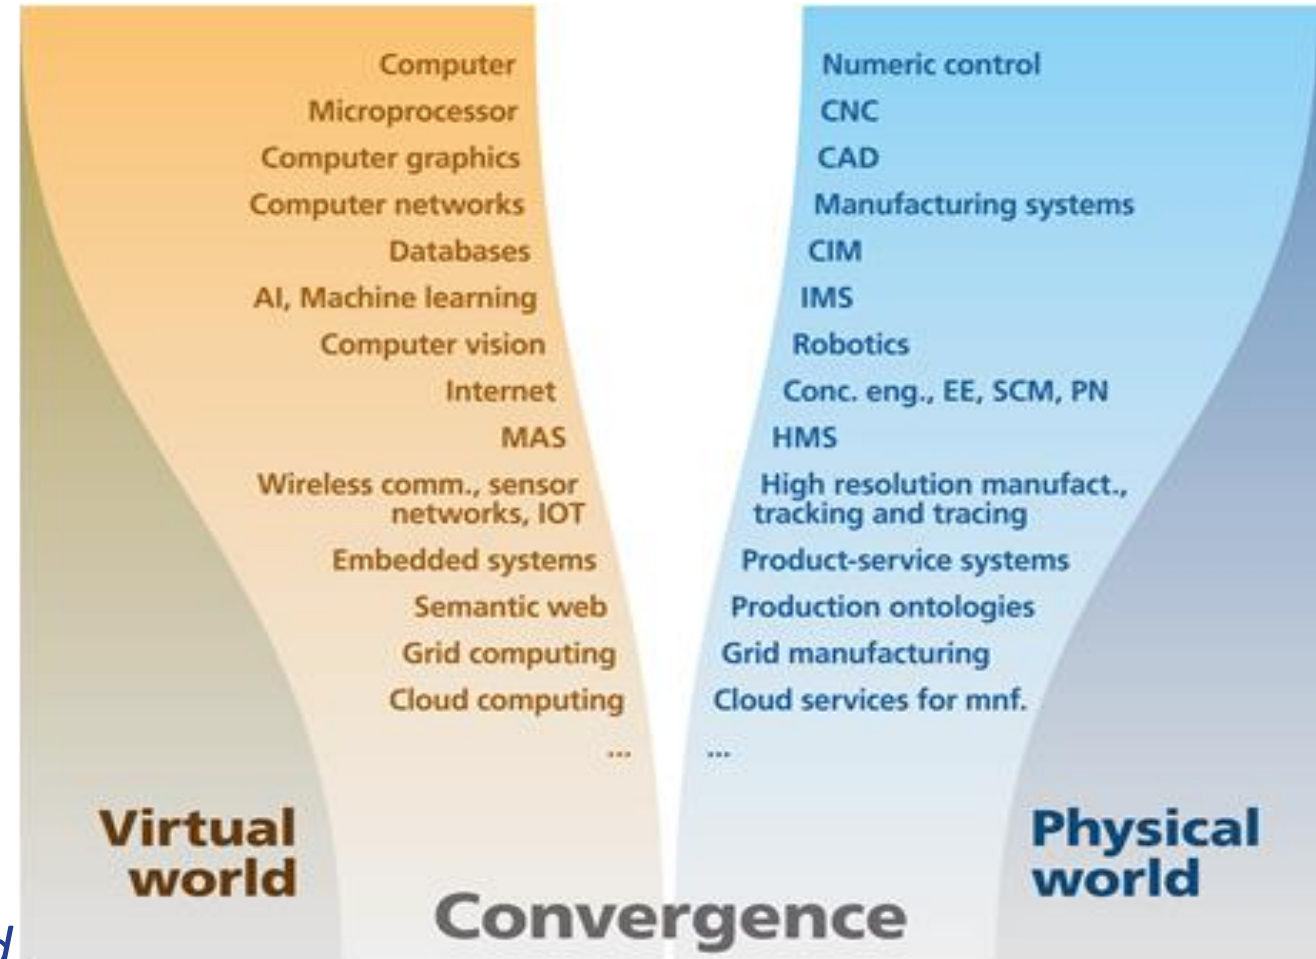 Computer
Microprocessor
Computer graphics
Computer networks
Databases
AI, Machine learning
Computer vision
Internet
MAS
Wireless comm., sensor
networks, IOT
Embedded systems
Semantic web
Grid computing
Cloud computing
...
Virtual
world
Numeric control
CNC
CAD
Manufacturing systems
CIM
IMS
Robotics
Conc. eng., EE, SCM, PN
HMS
High resolution manufact.,
tracking and tracing
Product-service systems
Production ontologies
Grid manufacturing
Cloud services for mnf.
...
Physical
world
Convergence